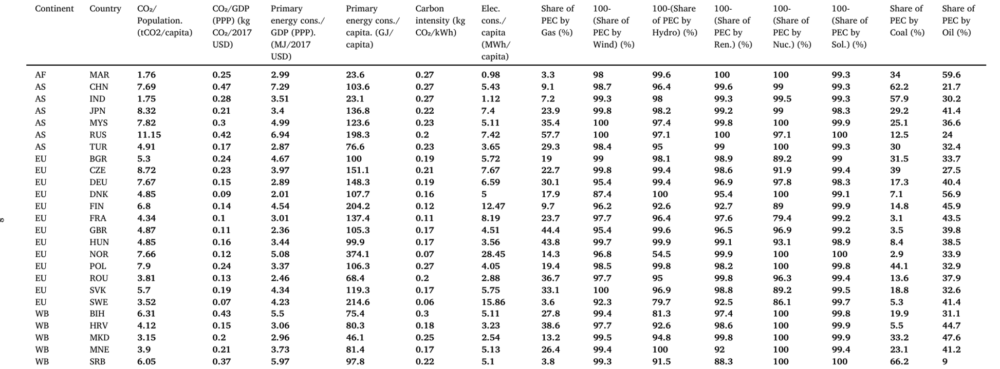 Continent Country CO₂/ CO₂/GDP Primary Primary Carbon Elec. Share of 100- 100-(Share 100- 100- 100- Share of Share of
Population. (PPP) (kg energy cons./ energy cons./ intensity (kg cons./ PEC by (Share of of PEC by (Share of (Share of (Share of PEC by PEC by
(tCO2/capita) CO₂/2017 GDP (PPP). capita. (GJ/ CO₂/kWh) capita Gas (%) PEC by Hydro) (%) PEC by PEC by PEC by Coal (%) Oil (%)
USD) (MJ/2017 capita) (MWh/ Wind) (%) Ren.) (%) Nuc.) (%) Sol.) (%)
USD) capita)
AF MAR 1.76 0.25 2.99 23.6 0.27 0.98 3.3 98 99.6 100 100 99.3 34 59.6
AS CHN 7.69 0.47 7.29 103.6 0.27 5.43 9.1 98.7 96.4 99.6 99 99.3 62.2 21.7
AS IND 1.75 0.28 3.51 23.1 0.27 1.12 7.2 99.3 98 99.3 99.5 99.3 57.9 30.2
AS JPN 8.32 0.21 3.4 136.8 0.22 7.4 23.9 99.8 98.2 99.2 99 98.3 29.2 41.4
AS MYS 7.82 0.3 4.99 123.6 0.23 5.11 35.4 100 97.4 99.8 100 99.9 25.1 36.6
AS RUS 11.15 0.42 6.94 198.3 0.2 7.42 57.7 100 97.1 100 97.1 100 12.5 24
AS TUR 4.91 0.17 2.87 76.6 0.23 3.65 29.3 98.4 95 99 100 99.3 30 32.4
EU BGR 5.3 0.24 4.67 100 0.19 5.72 19 99 98.1 98.9 89.2 99 31.5 33.7
EU CZE 8.72 0.23 3.97 151.1 0.21 7.67 22.7 99.8 99.4 98.6 91.9 99.4 39 27.5
EU DEU 7.67 0.15 2.89 148.3 0.19 6.59 30.1 95.4 99.4 96.9 97.8 98.3 17.3 40.4
EU DNK 4.85 0.09 2.01 107.7 0.16 5 17.9 87.4 100 95.4 100 99.1 7.1 56.9
EU FIN 6.8 0.14 4.54 204.2 0.12 12.47 9.7 96.2 92.6 92.7 89 99.9 14.8 45.9
8
EU FRA 4.34 0.1 3.01 137.4 0.11 8.19 23.7 97.7 96.4 97.6 79.4 99.2 3.1 43.5
EU GBR 4.87 0.11 2.36 105.3 0.17 4.51 44.4 95.4 99.6 96.5 96.9 99.2 3.5 39.8
EU HUN 4.85 0.16 3.44 99.9 0.17 3.56 43.8 99.7 99.9 99.1 93.1 98.9 8.4 38.5
EU NOR 7.66 0.12 5.08 374.1 0.07 28.45 14.3 96.8 54.5 99.9 100 100 2.9 33.9
EU POL 7.9 0.24 3.37 106.3 0.27 4.05 19.4 98.5 99.8 98.2 100 99.8 44.1 32.9
EU ROU 3.81 0.13 2.46 68.4 0.2 2.88 36.7 97.7 95 99.8 96.3 99.4 13.6 37.9
EU SVK 5.7 0.19 4.34 119.3 0.17 5.75 33.1 100 96.9 98.8 89.2 99.5 18.8 32.6
EU SWE 3.52 0.07 4.23 214.6 0.06 15.86 3.6 92.3 79.7 92.5 86.1 99.7 5.3 41.4
WB BIH 6.31 0.43 5.5 75.4 0.3 5.11 27.8 99.4 81.3 97.4 100 99.8 19.9 31.1
WB HRV 4.12 0.15 3.06 80.3 0.18 3.23 38.6 97.7 92.6 98.6 100 99.9 5.5 44.7
WB MKD 3.15 0.2 2.96 46.1 0.25 2.54 13.2 99.5 94.8 99.8 100 99.9 33.2 47.6
WB MNE 3.9 0.21 3.73 81.4 0.17 5.13 26.4 99.4 100 92 100 99.4 23.1 41.2
WB SRB 6.05 0.37 5.97 97.8 0.22 5.1 3.8 99.3 91.5 88.3 100 100 66.2 9